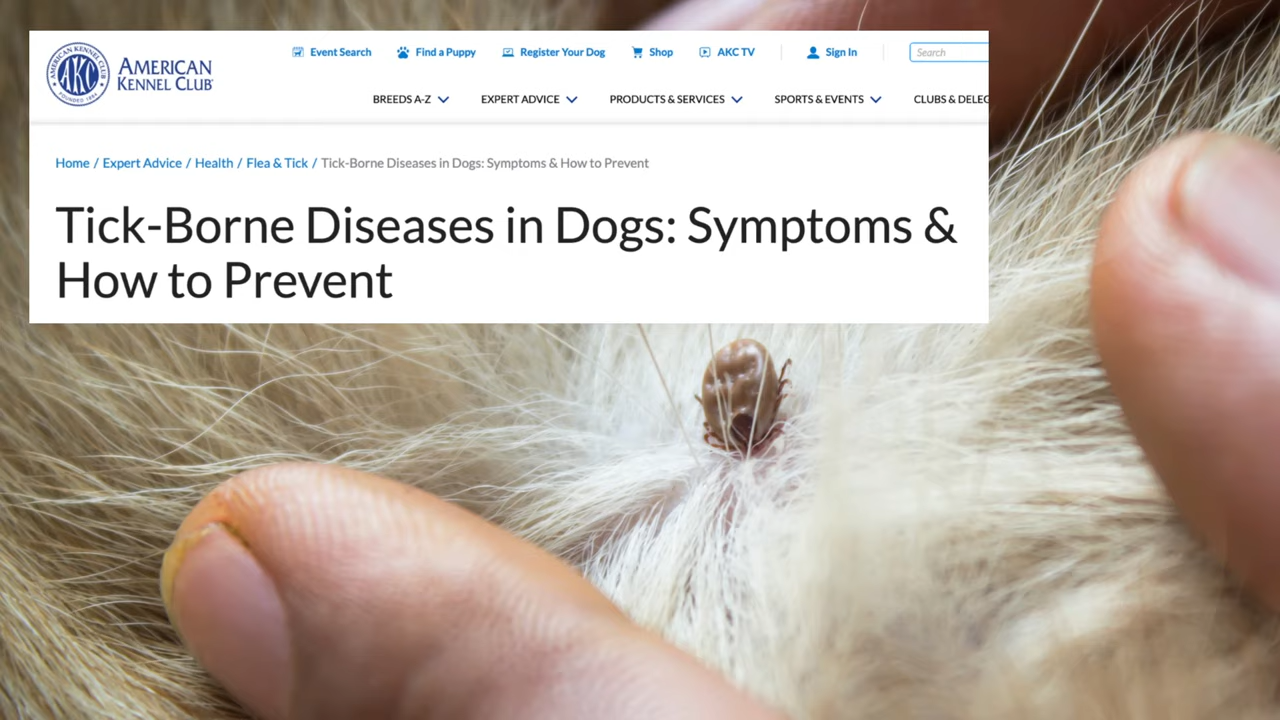 AMERICAN KENNEL CLUB
AKC
FOUNDED 1884
AMERICAN
KENNEL CLUB
Event Search
Find a Puppy
Register Your Dog
Shop
AKC TV
Sign In
Search
BREEDS A-Z
EXPERT ADVICE
PRODUCTS & SERVICES
SPORTS & EVENTS
CLUBS & DELEG
Home / Expert Advice / Health / Flea & Tick / Tick-Borne Diseases in Dogs: Symptoms & How to Prevent
Tick-Borne Diseases in Dogs: Symptoms &
How to Prevent